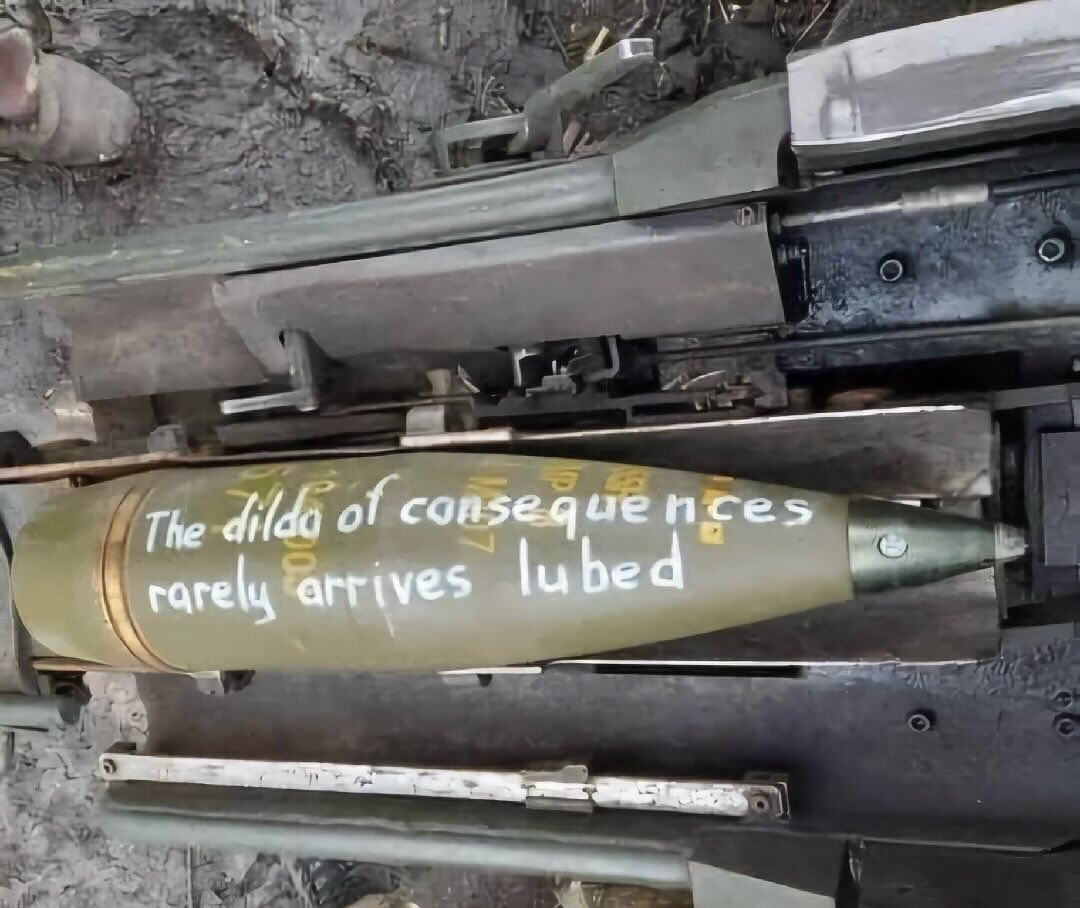 The dildo of consequences
rarely arrives lubed